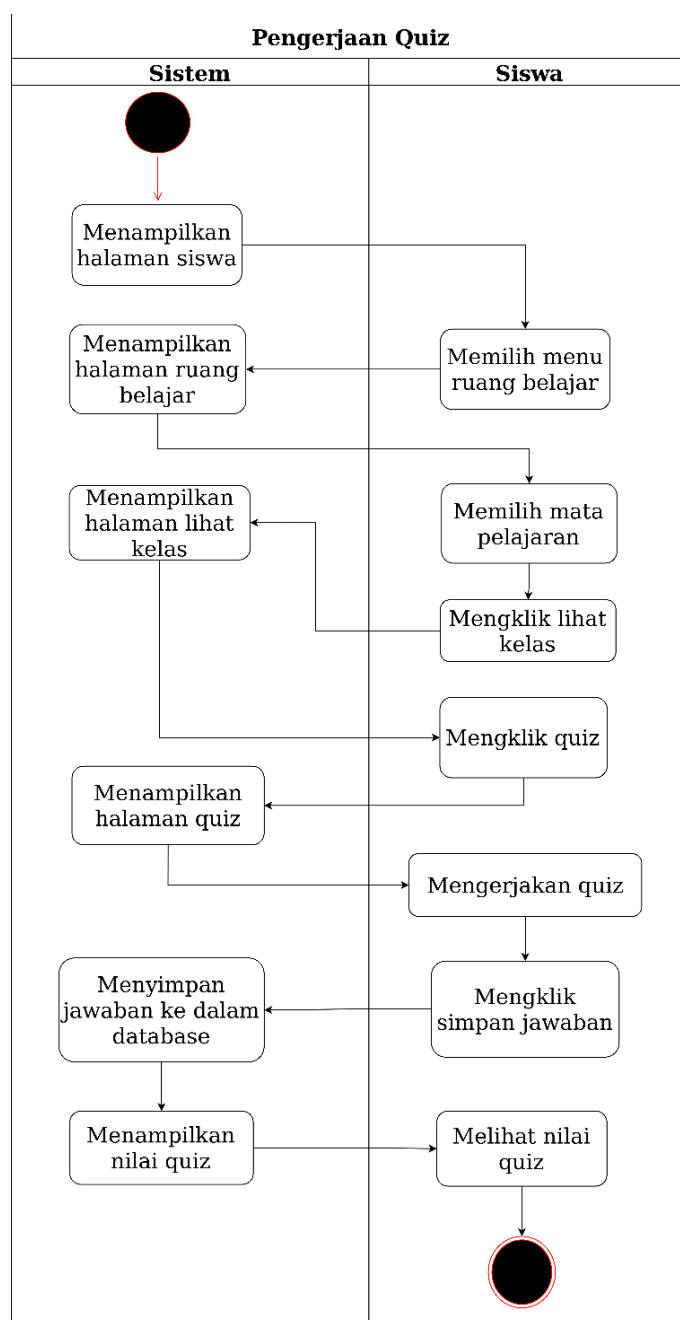 Pengerjaan Quiz
Sistem
Siswa
Menampilkan
halaman siswa
Memilih menu
ruang belajar
Menampilkan
halaman ruang
belajar
Memilih mata
pelajaran
Mengklik lihat
kelas
Menampilkan
halaman lihat
kelas
Mengklik quiz
Menampilkan
halaman quiz
Mengerjakan quiz
Mengklik
simpan jawaban
Menyimpan
jawaban ke dalam
database
Menampilkan
nilai quiz
Melihat nilai
quiz